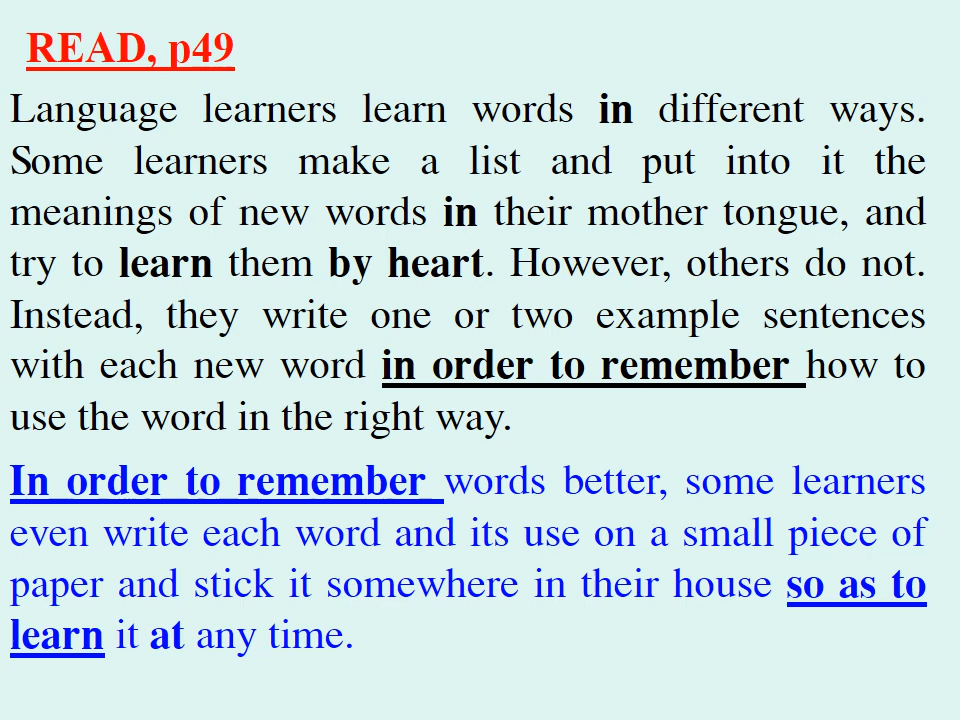 READ, p49
Language learners learn words in different ways.
Some learners make a list and put into it the
meanings of new words in their mother tongue, and
try to learn them by heart. However, others do not.
Instead, they write one or two example sentences
with each new word in order to remember how to
use the word in the right way.
In order to remember words better, some learners
even write each word and its use on a small piece of
paper and stick it somewhere in their house so as to
learn it at any time.